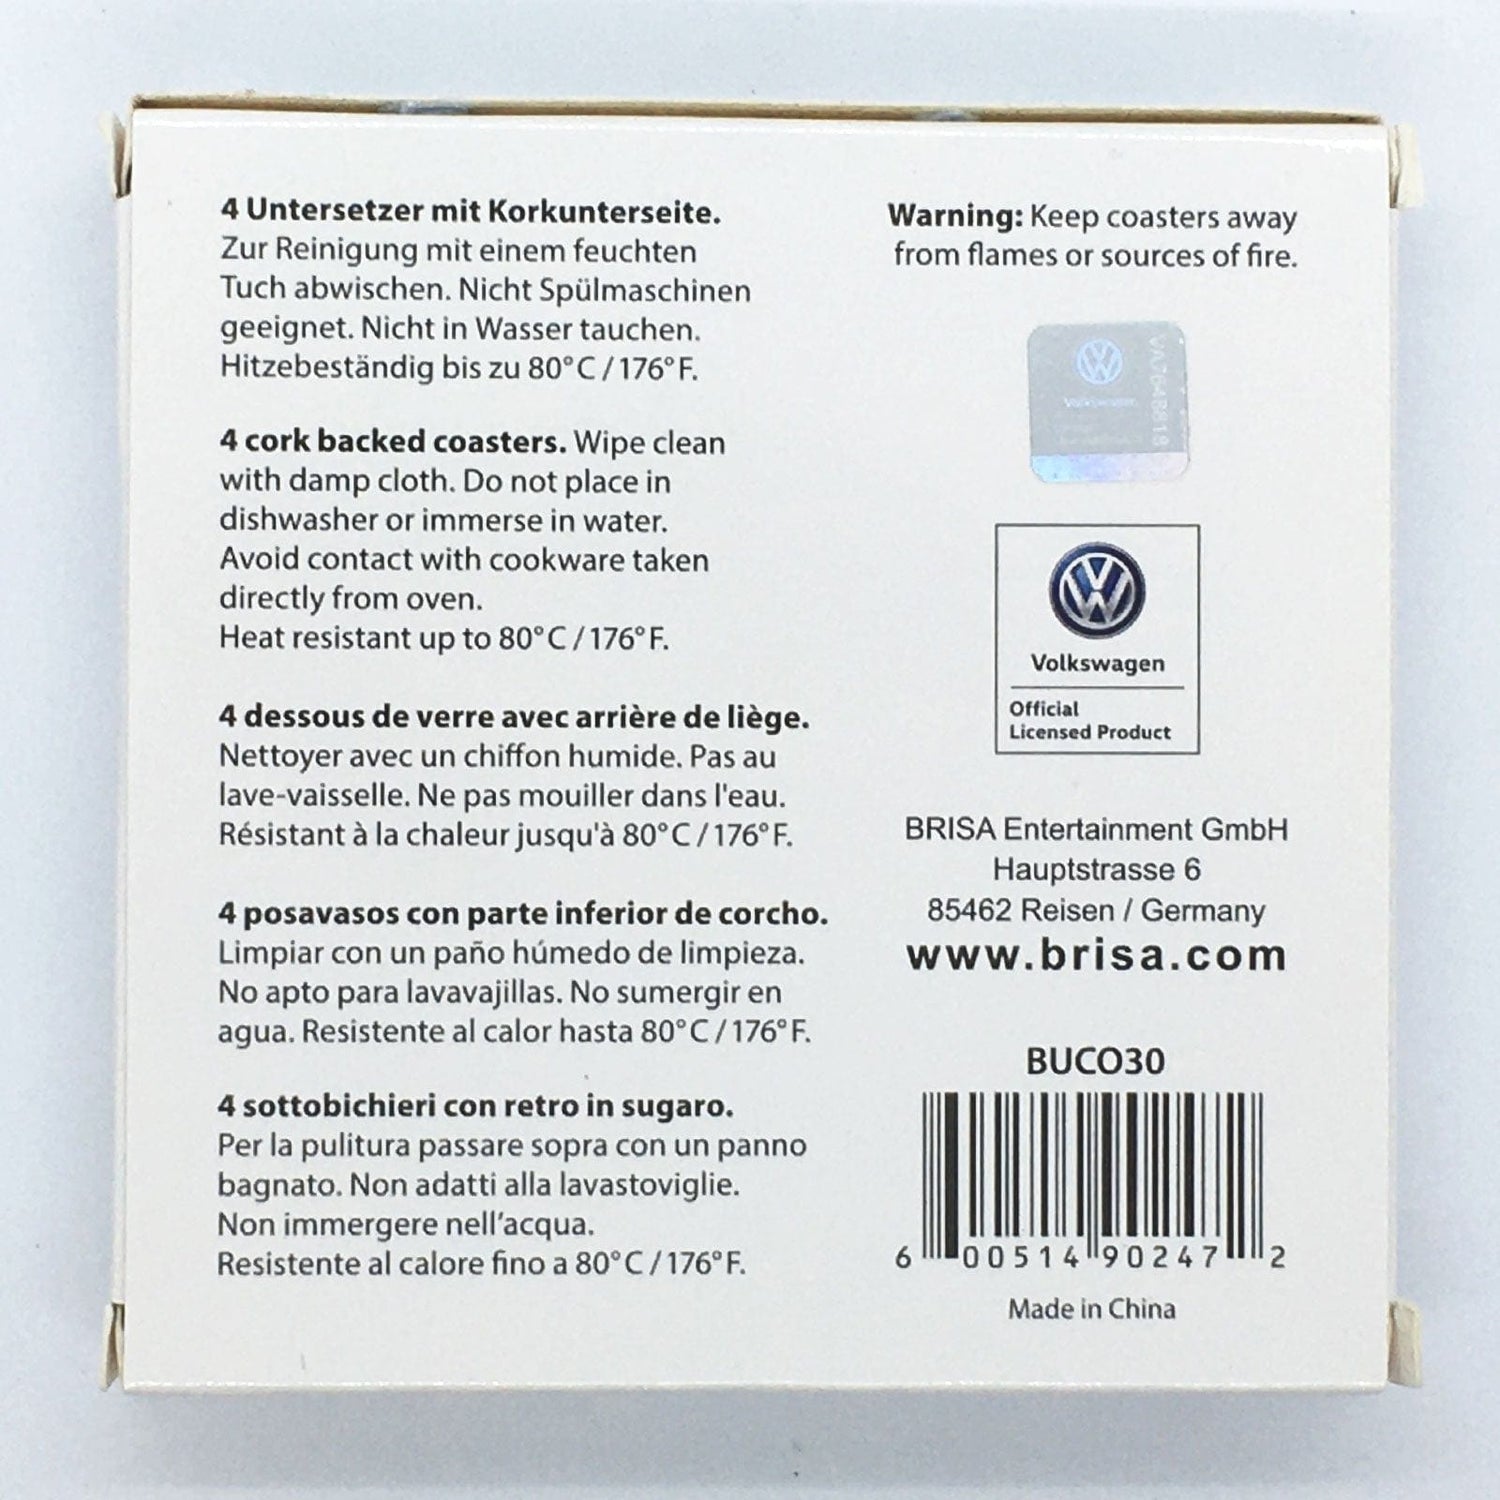 4 Untersetzer mit Korkunterseite.
Zur Reinigung mit einem feuchten
Tuch abwischen. Nicht Spülmaschinen
geeignet. Nicht in Wasser tauchen.
Hitzebeständig bis zu 80°C/176°F.
4 cork backed coasters. Wipe clean
with damp cloth. Do not place in
dishwasher or immerse in water.
Avoid contact with cookware taken
directly from oven.
Heat resistant up to 80°C/176°F.
4 dessous de verre avec arrière de liège.
Nettoyer avec un chiffon humide. Pas au
lave-vaisselle. Ne pas mouiller dans l'eau.
Résistant à la chaleur jusqu'à 80°C/176°F.
4 posavasos con parte inferior de corcho.
Limpiar con un paño húmedo de limpieza.
No apto para lavavajillas. No sumergir en
agua. Resistente al calor hasta 80°C/176°F.
4 sottobichieri con retro in sugaro.
Per la pulitura passare sopra con un panno
bagnato. Non adatti alla lavastoviglie.
Non immergere nell'acqua.
Resistente al calore fino a 80°C/176°F.
Warning: Keep coasters away
from flames or sources of fire.
Volkswagen
Volkswagen
Official
Licensed Product
BRISA Entertainment GmbH
Hauptstrasse 6
85462 Reisen / Germany
www.brisa.com
BUCO30
6 00514 90247 2
Made in China